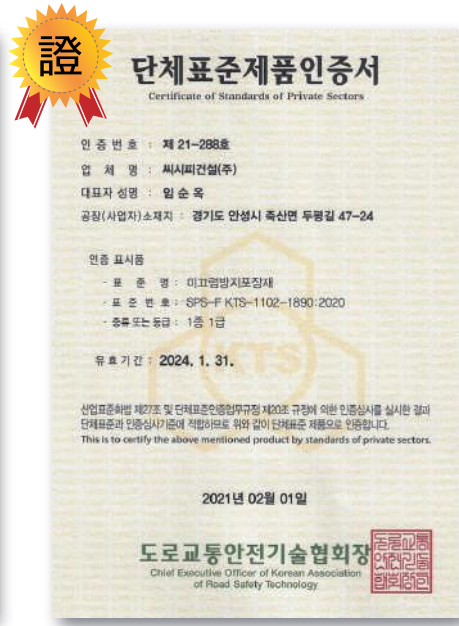 證
단체표준제품인증서
Certificate of Standards of Private Sectors
인 증 번 호 : 제 21-288호
업 체 명 : 씨시피건설(주)
대표자 성명 : 임 순 옥
공장(사업자)소재지 : 경기도 안성시 죽산면 두평길 47-24
인증 표시품
- 표 준 명 : 미끄럼방지포장재
- 표 준 번 호 : SPS-F KTS-1102-1890:2020
- 종류 또는 등급 : 1종 1급
유 효 기 간 : 2024. 1. 31.
KTS
산업표준화법 제27조 및 단체표준인증업무규정 제20조 규정에 의한 인증심사를 실시한 결과
단체표준과 인증심사기준에 적합하므로 위와 같이 단체표준 제품으로 인증합니다.
This is to certify the above mentioned product by standards of private sectors.
2021년 02월 01일
도로교통안전기술협회장
Chief Executive Officer of Korean Association
of Road Safety Technology